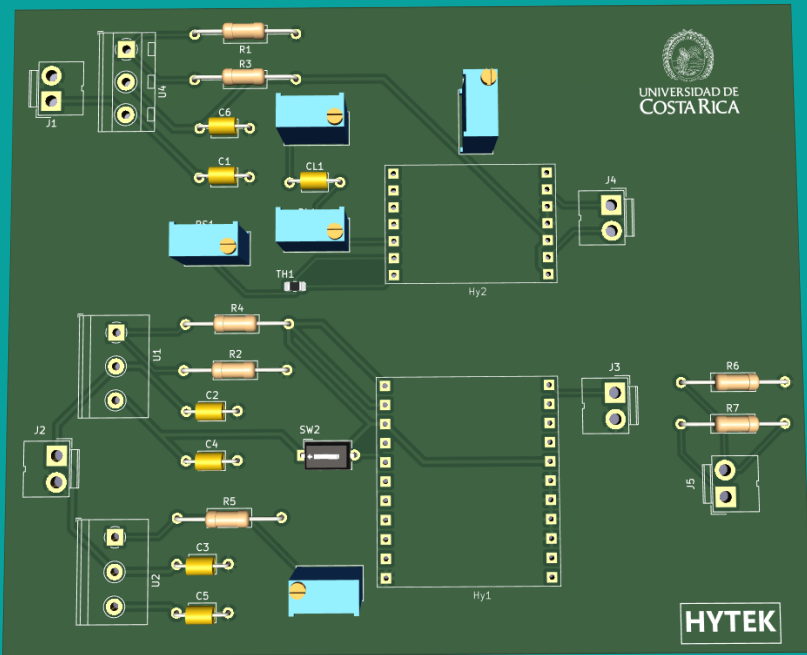 R1
R3
U4
J1
C6
C1
CL1
UNIVERSIDAD DE
COSTA RICA
J4
RS1
TH1
Hy2
R4
U1
R2
C2
J2
C4
SW2
J3
R6
R7
J5
R5
U2
C3
C5
Hy1
HYTEK